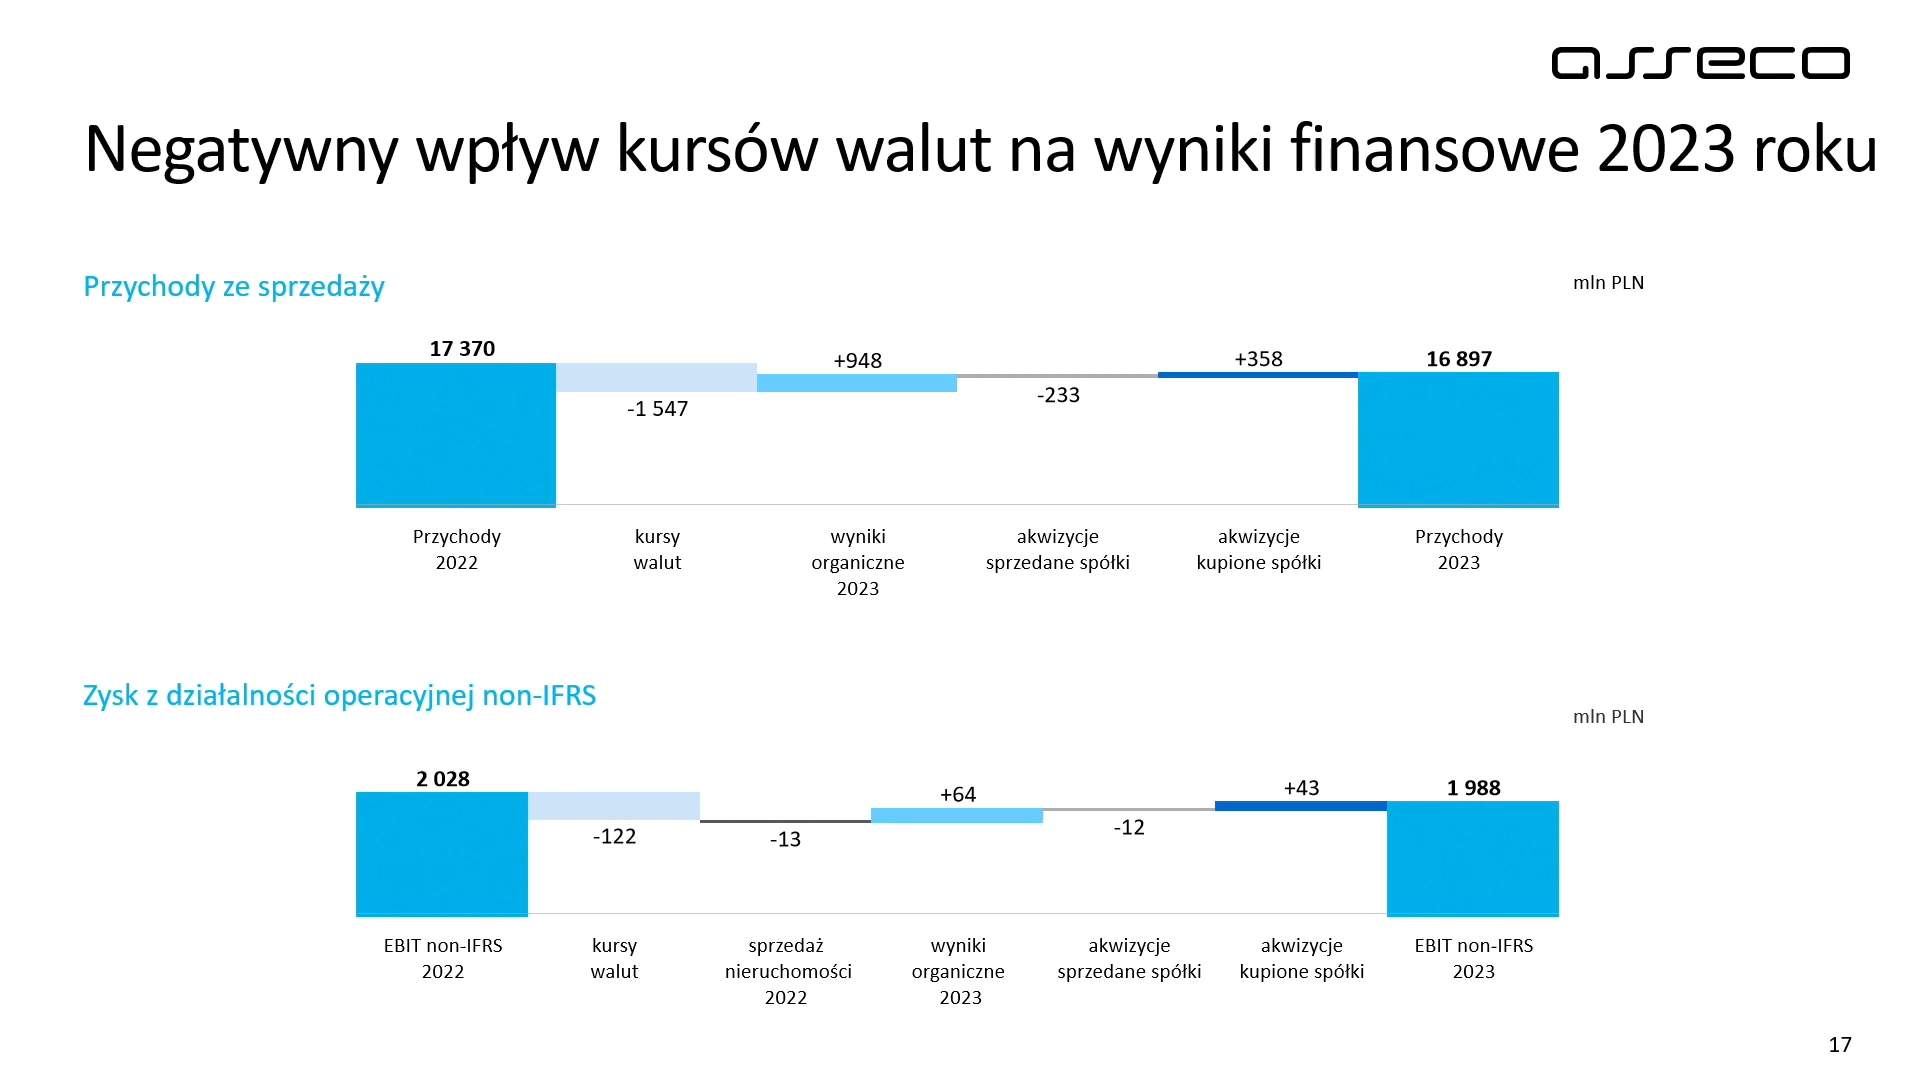 asseco
Negatywny wpływ kursów walut na wyniki finansowe 2023 roku
Przychody ze sprzedaży
mln PLN
17 370
-1 547
+948
-233
+358
16 897
Przychody
2022
kursy
walut
wyniki
organiczne
2023
akwizycje
sprzedane spółki
akwizycje
kupione spółki
Przychody
2023
Zysk z działalności operacyjnej non-IFRS
mln PLN
2 028
-122
-13
+64
-12
+43
1 988
EBIT non-IFRS
2022
kursy
walut
sprzedaż
nieruchomości
2022
wyniki
organiczne
2023
akwizycje
sprzedane spółki
akwizycje
kupione spółki
EBIT non-IFRS
2023
17